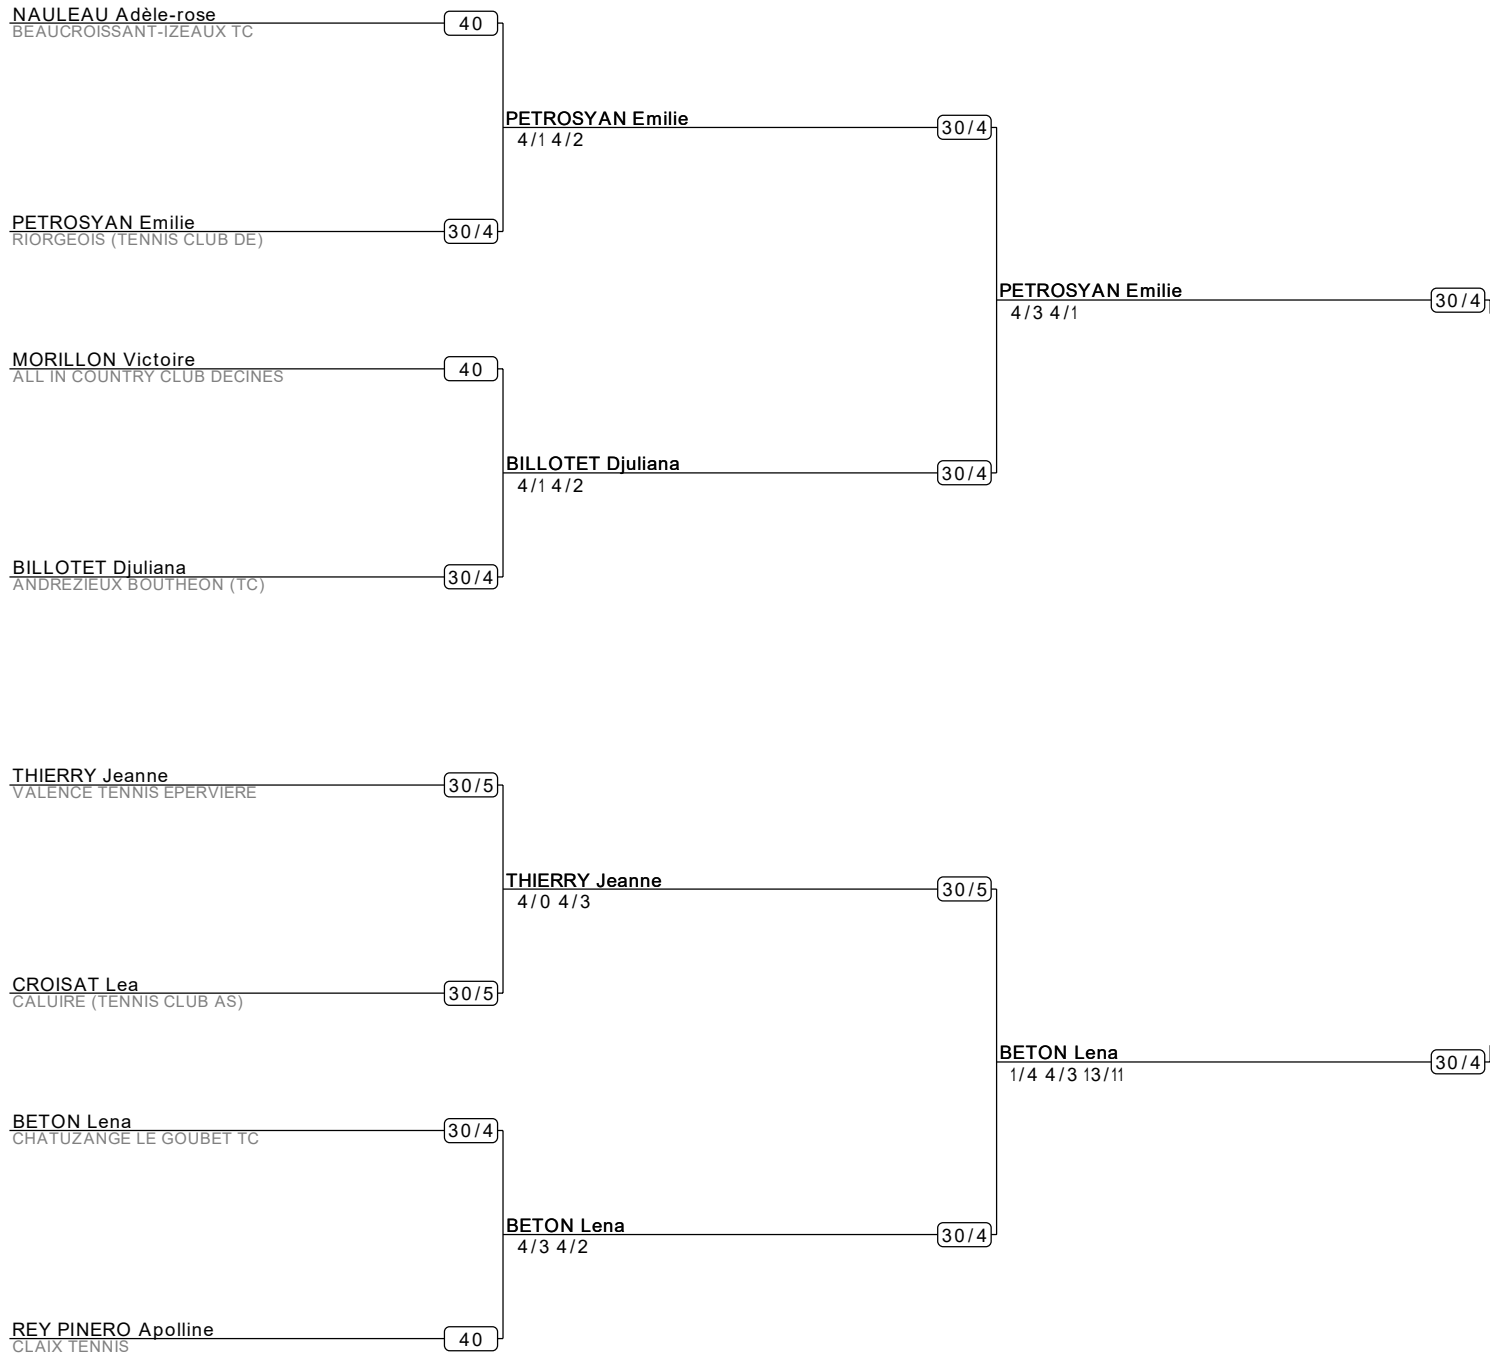 NAULEAU Adèle-rose
BEAUCROISSANT-IZEAUX TC
40
PETROSYAN Emilie
4/1 4/2
30/4
PETROSYAN Emilie
RIORGEOIS (TENNIS CLUB DE)
30/4
PETROSYAN Emilie
4/3 4/1
30/4
MORILLON Victoire
ALL IN COUNTRY CLUB DECINES
40
BILLOTET Djuliana
4/1 4/2
30/4
BILLOTET Djuliana
ANDREZIEUX BOUTHEON (TC)
30/4
THIERRY Jeanne
VALENCE TENNIS EPERVIERE
30/5
THIERRY Jeanne
4/0 4/3
30/5
CROISAT Lea
CALUIRE (TENNIS CLUB AS)
30/5
BETON Lena
1/4 4/3 13/11
30/4
BETON Lena
CHATUZANGE LE GOUBET TC
30/4
BETON Lena
4/3 4/2
30/4
REY PINERO Apolline
CLAIX TENNIS
40